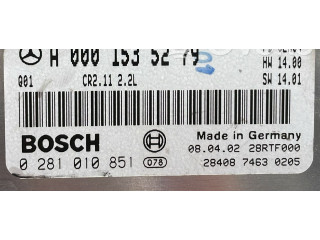 A 000 153 52 79
HW 14.00
Q01 CR2.11 2.2L SW 14.01
BOSCH
Made in Germany
08.04.02 28RTF000
0 281 010 851 078 28408 7463 0205